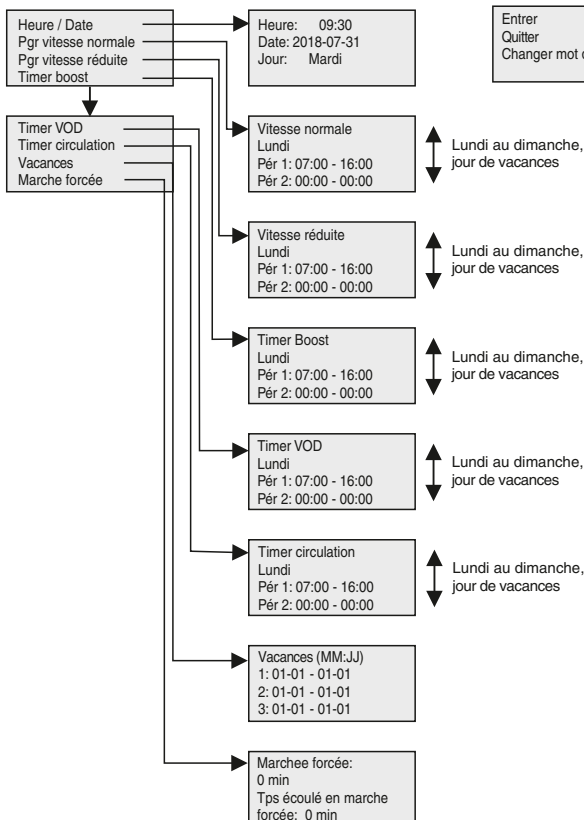 Heure / Date
Pgr vitesse normale
Pgr vitesse réduite
Timer boost
Heure: 09:30
Date: 2018-07-31
Jour: Mardi
Entrer
Quitter
Changer mot
Timer VOD
Timer circulation
Vacances
Marche forcée
Vitesse normale
Lundi
Pér 1: 07:00 - 16:00
Pér 2: 00:00 - 00:00
Lundi au dimanche,
jour de vacances
Vitesse réduite
Lundi
Pér 1: 07:00 - 16:00
Pér 2: 00:00 - 00:00
Lundi au dimanche,
jour de vacances
Timer Boost
Lundi
Pér 1: 07:00 - 16:00
Pér 2: 00:00 - 00:00
Lundi au dimanche,
jour de vacances
Timer VOD
Lundi
Pér 1: 07:00 - 16:00
Pér 2: 00:00 - 00:00
Lundi au dimanche,
jour de vacances
Timer circulation
Lundi
Pér 1: 07:00 - 16:00
Pér 2: 00:00 - 00:00
Lundi au dimanche,
jour de vacances
Vacances (MM:JJ)
1: 01-01 - 01-01
2: 01-01 - 01-01
3: 01-01 - 01-01
Marchee forcée:
0 min
Tps écoulé en marche
forcée: 0 min